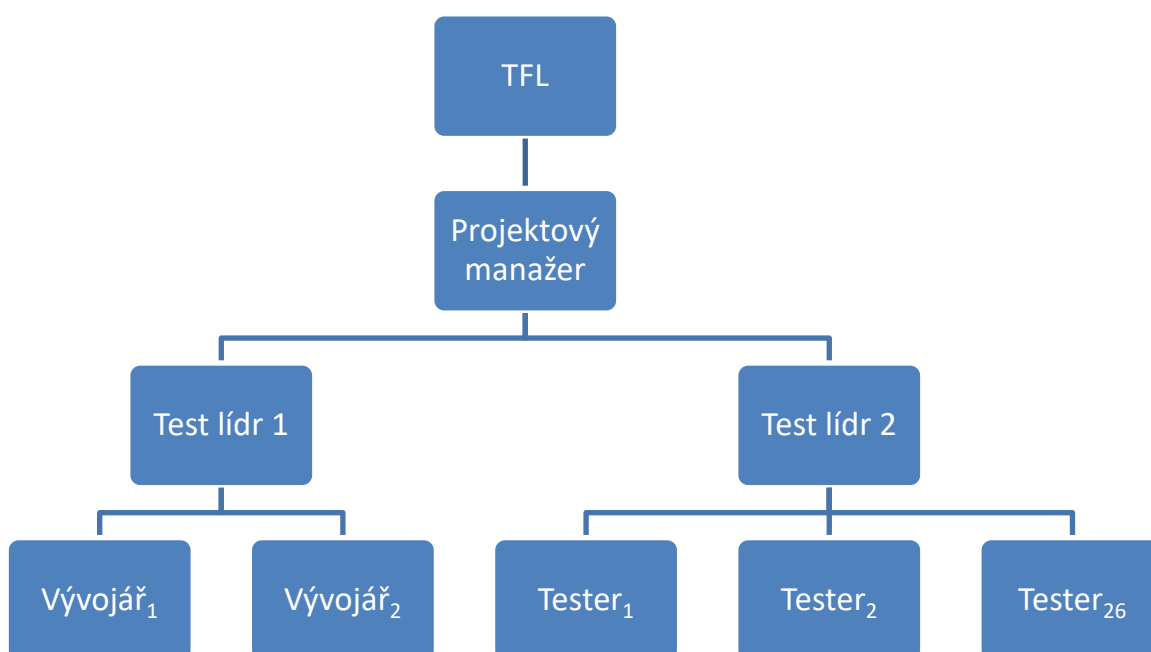 TFL
Projektový
manažer
Test lídr 1
Test lídr 2
Vývojář₁
Vývojář₂
Tester₁
Tester₂
Tester₂₆